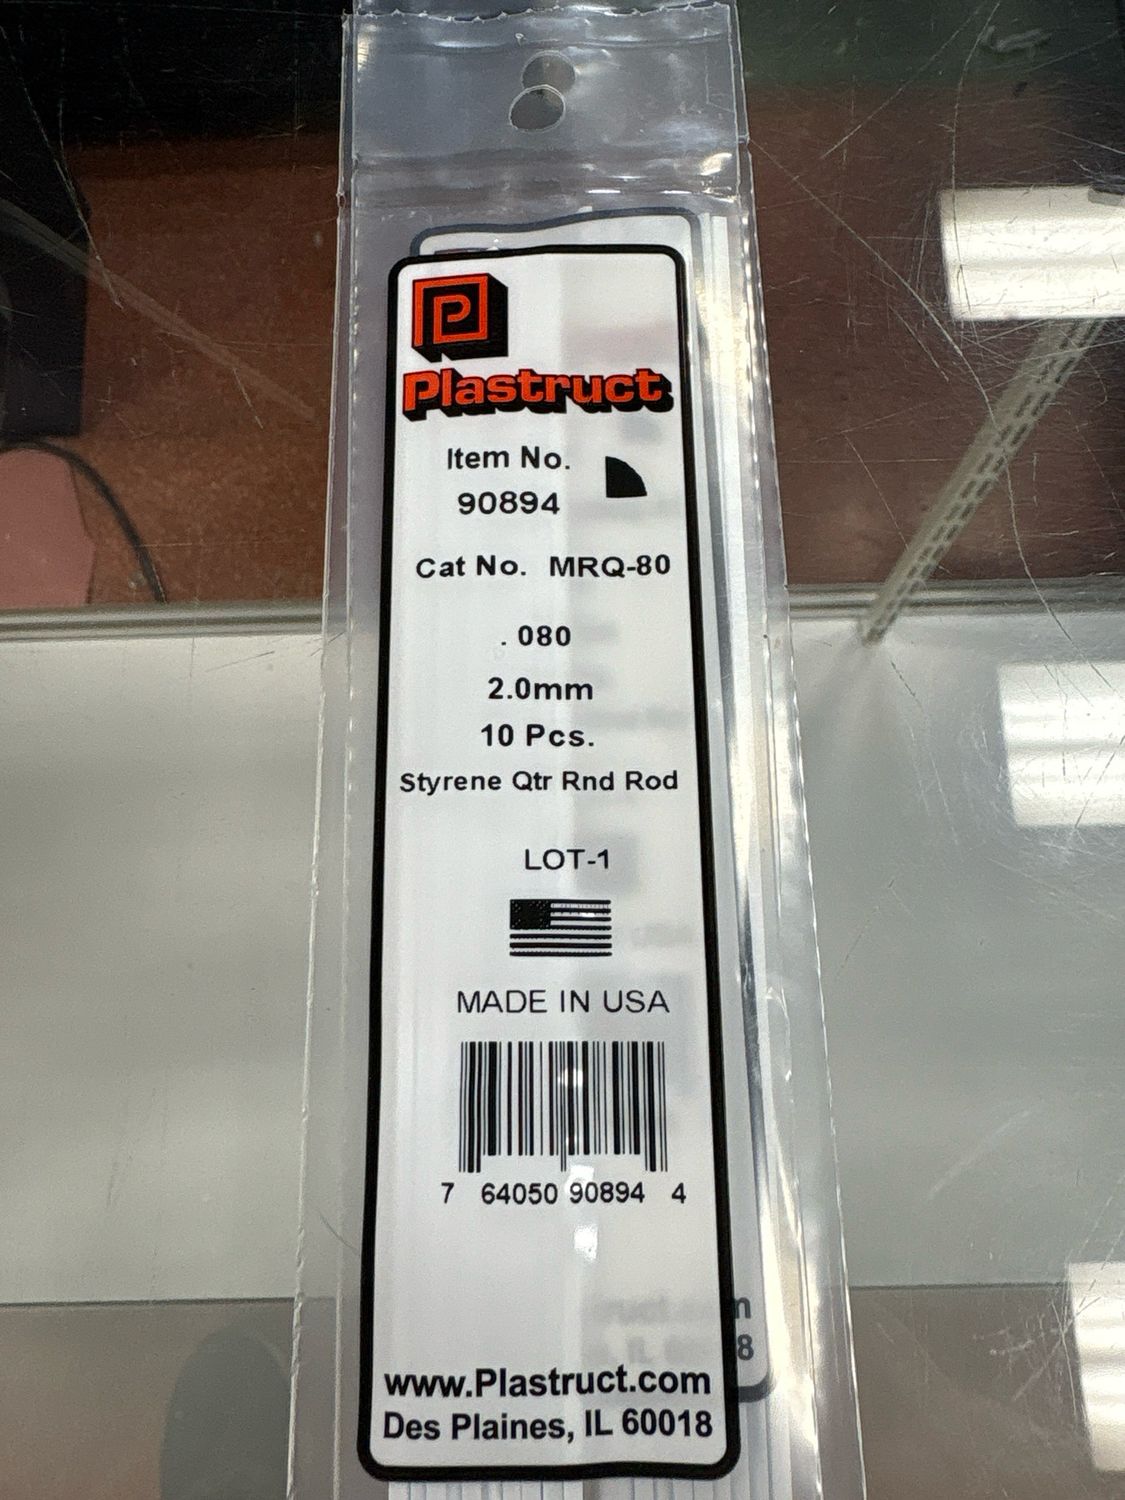 P
Plastruct
Item No.
90894
Cat No. MRQ-80
.080
2.0mm
10 Pcs.
Styrene Qtr Rnd Rod
LOT-1
MADE IN USA
7 64050 90894 4
www.Plastruct.com
Des Plaines, IL 60018